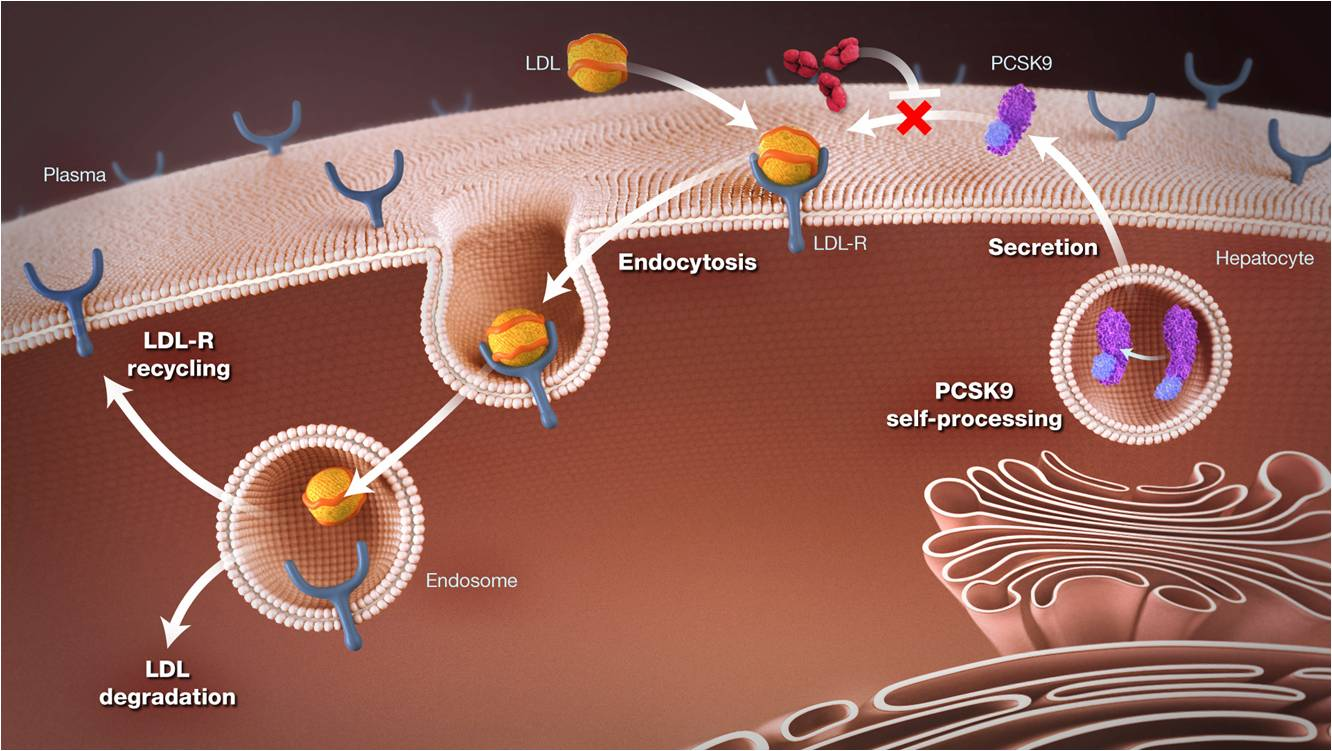 LDL
PCSK9
Plasma
LDL-R
Endocytosis
Secretion
Hepatocyte
LDL-R
recycling
PCSK9
self-processing
Endosome
LDL
degradation